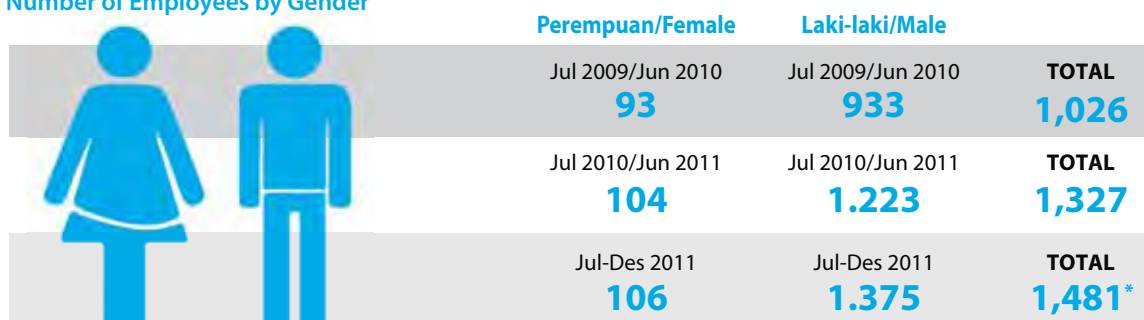 Number of Employees by Gender
Perempuan/Female Laki-laki/Male
Jul 2009/Jun 2010 Jul 2009/Jun 2010 TOTAL
93 933 1,026
Jul 2010/Jun 2011 Jul 2010/Jun 2011 TOTAL
104 1.223 1,327
Jul-Des 2011 Jul-Des 2011 TOTAL
106 1.375 1,481*